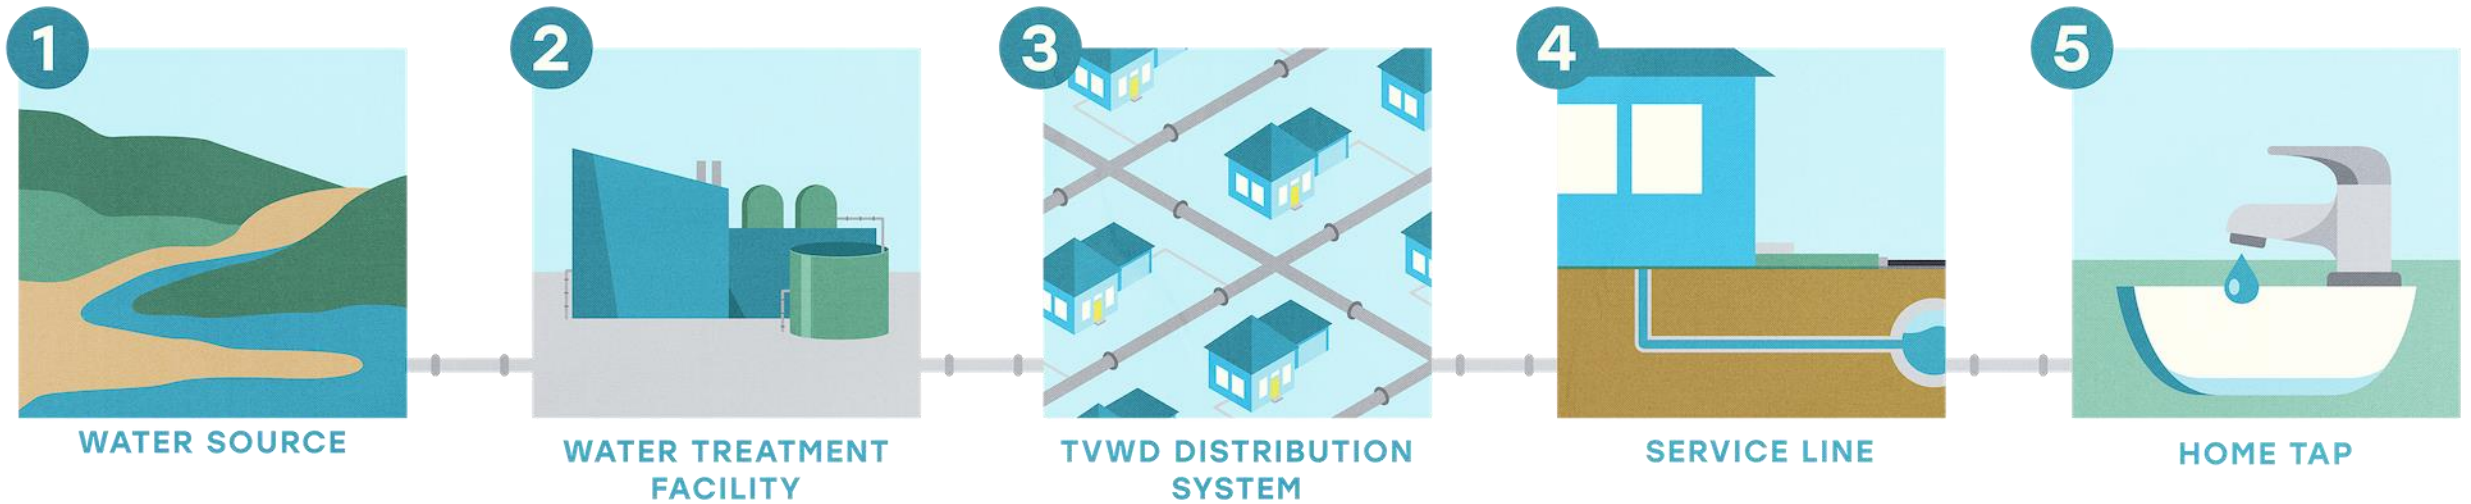 1
WATER SOURCE
2
WATER TREATMENT
FACILITY
3
TVWD DISTRIBUTION
SYSTEM
4
SERVICE LINE
5
HOME TAP